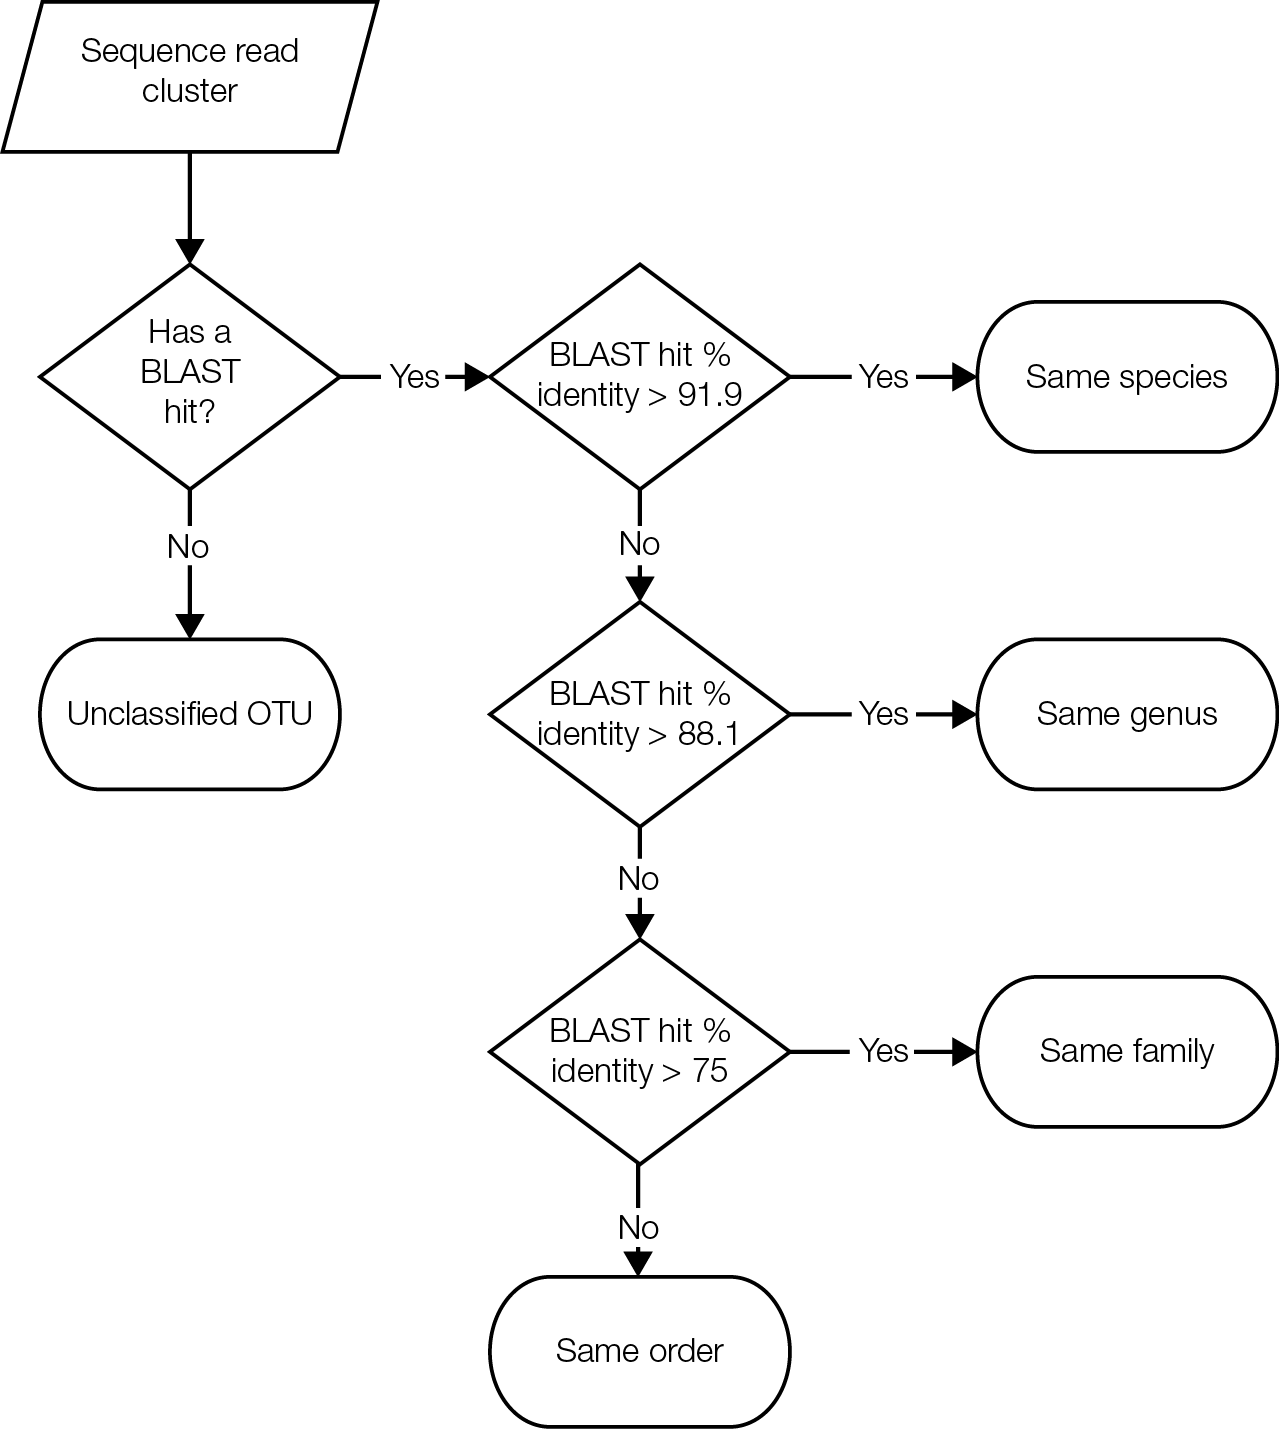 Sequence read
cluster
Has a
BLAST
hit?
Yes
BLAST hit %
identity > 91.9
Yes
Same species
No
Unclassified OTU
No
BLAST hit %
identity > 88.1
Yes
Same genus
No
BLAST hit %
identity > 75
Yes
Same family
No
Same order